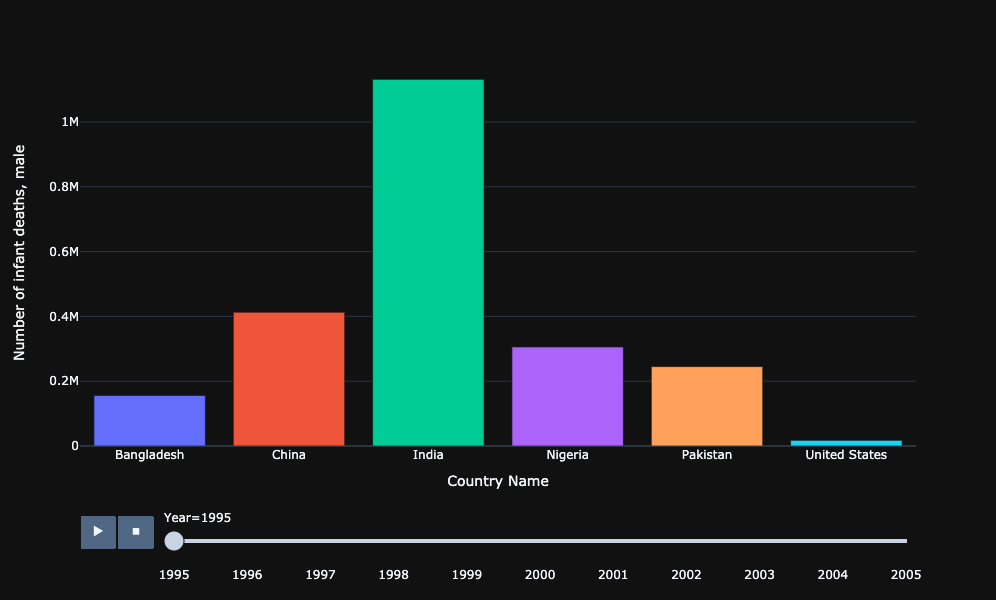 Number of infant deaths, male
1M
0.8M
0.6M
0.4M
0.2M
0
Bangladesh China India Nigeria Pakistan United States
Country Name
Year=1995
1995 1996 1997 1998 1999 2000 2001 2002 2003 2004 2005